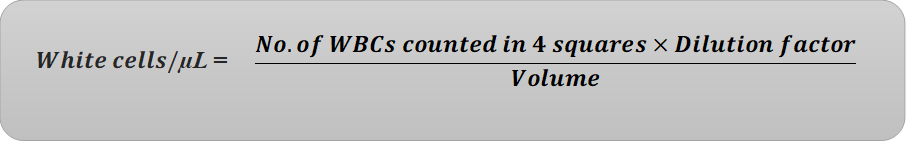 White cells/μL = No. of WBCs counted in 4 squares × Dilution factor
Volume